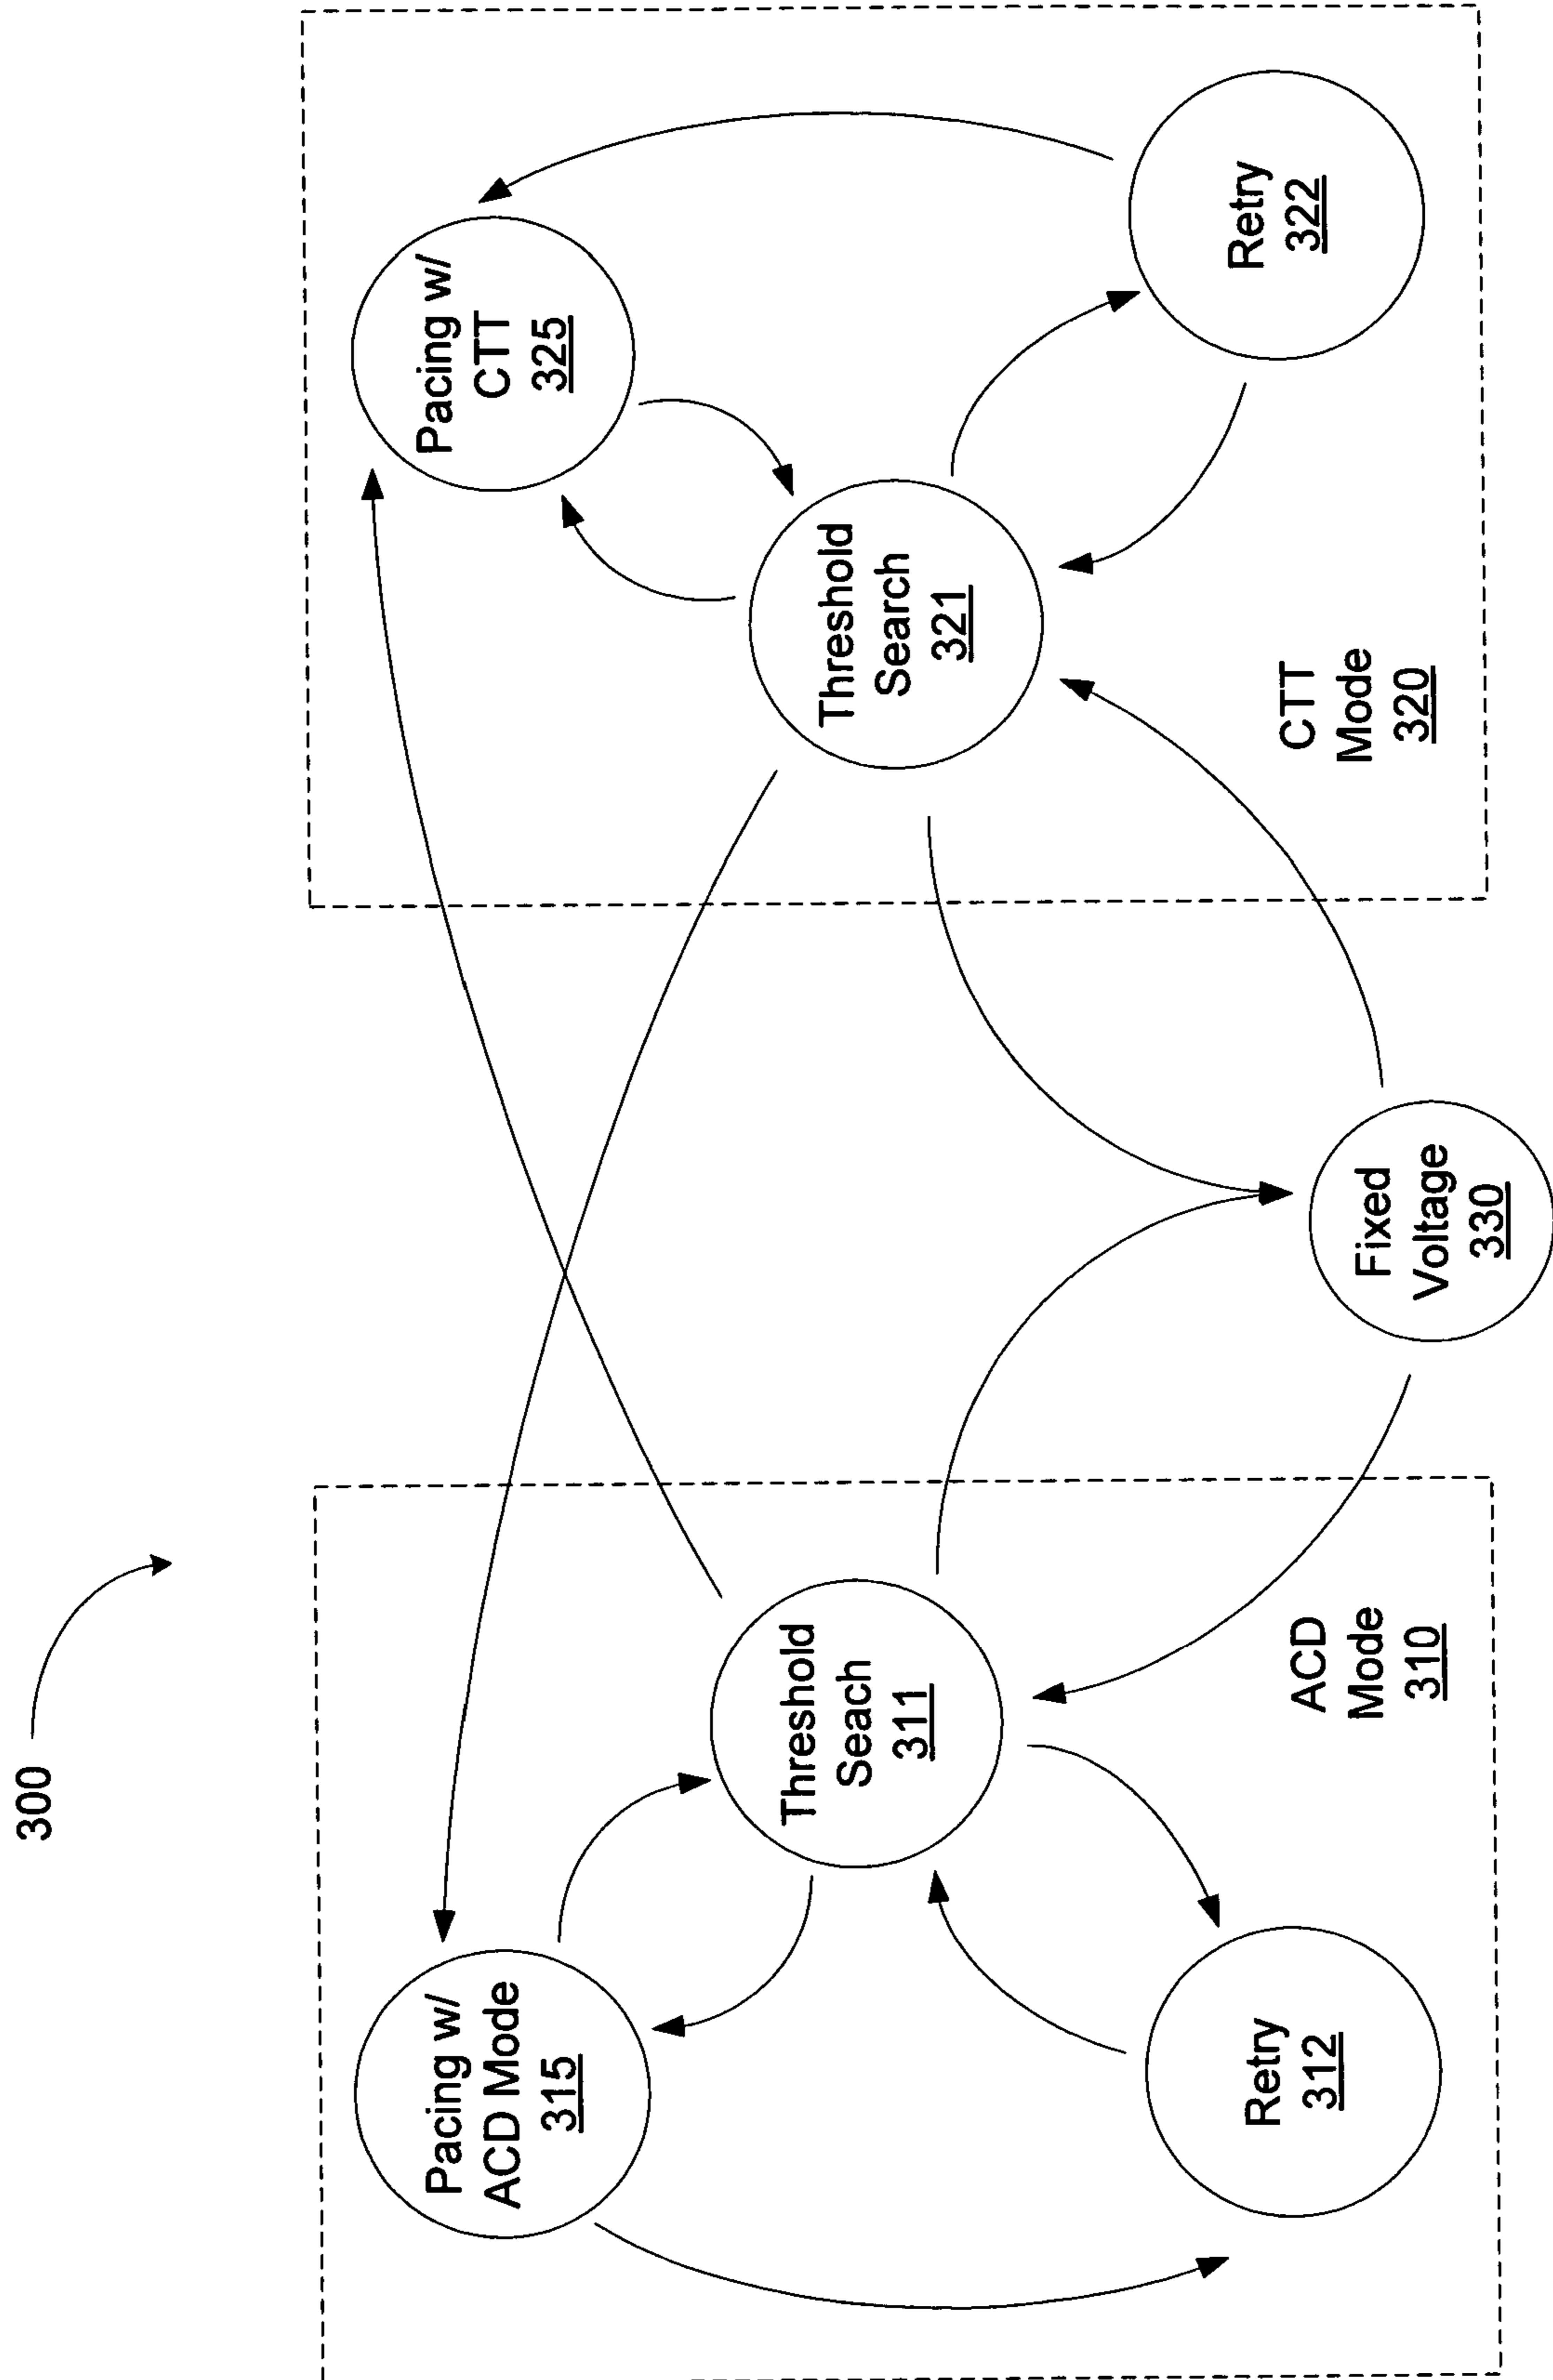 300
Pacing w/
ACD Mode
315
Threshold
Seach
311
Retry
312
ACD
Mode
310
Fixed
Voltage
330
Pacing w/
CTT
325
Threshold
Search
321
Retry
322
CTT
Mode
320